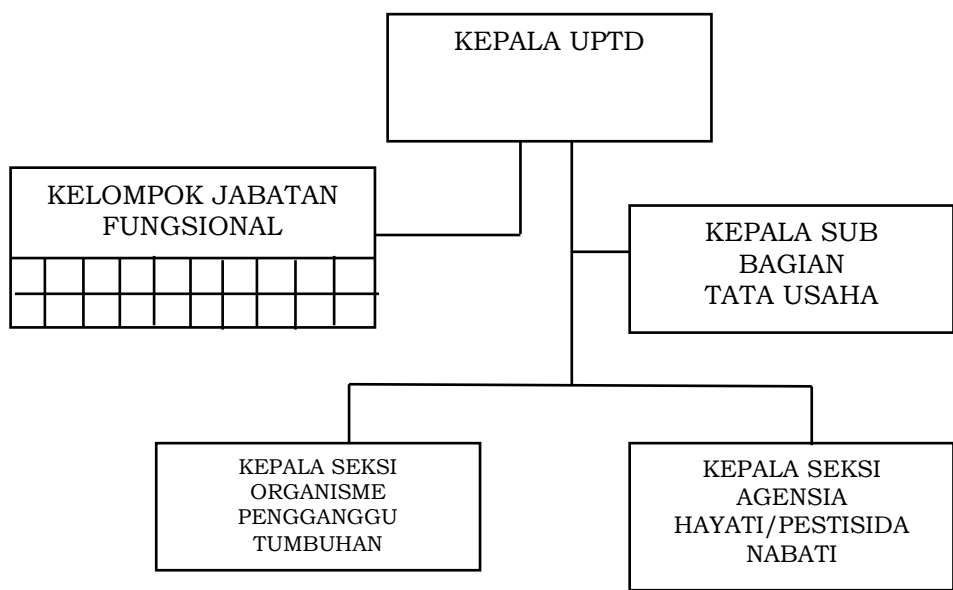 KEPALA UPTD
KELOMPOK JABATAN
FUNGSIONAL
KEPALA SUB
BAGIAN
TATA USAHA
KEPALA SEKSI
ORGANISME
PENGGANGGU
TUMBUHAN
KEPALA SEKSI
AGENSIA
HAYATI/PESTISIDA
NABATI